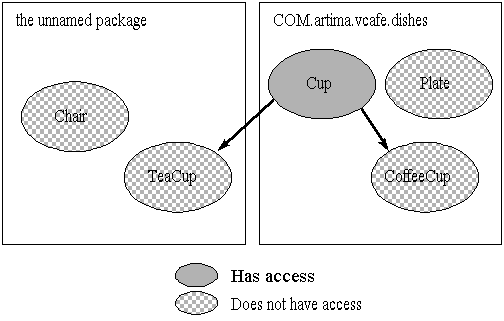 the unnamed package
COM.artima.vcafe.dishes
Cup
Plate
Chair
TeaCup
CoffeeCup
Has access
Does not have access